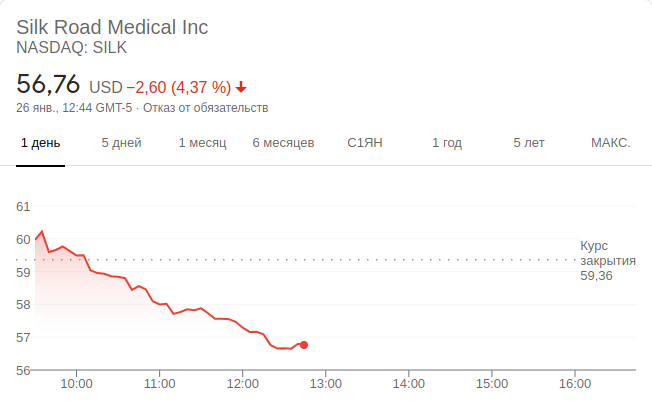 Silk Road Medical Inc
NASDAQ: SILK
56,76 USD −2,60 (4,37 %)
26 янв., 12:44 GMT-5 · Отказ от обязательств
1 день 5 дней 1 месяц 6 месяцев С1ЯН 1 год 5 лет МАКС.
61
60
59
58
57
56
Курс
закрытия
59,36
10:00 11:00 12:00 13:00 14:00 15:00 16:00